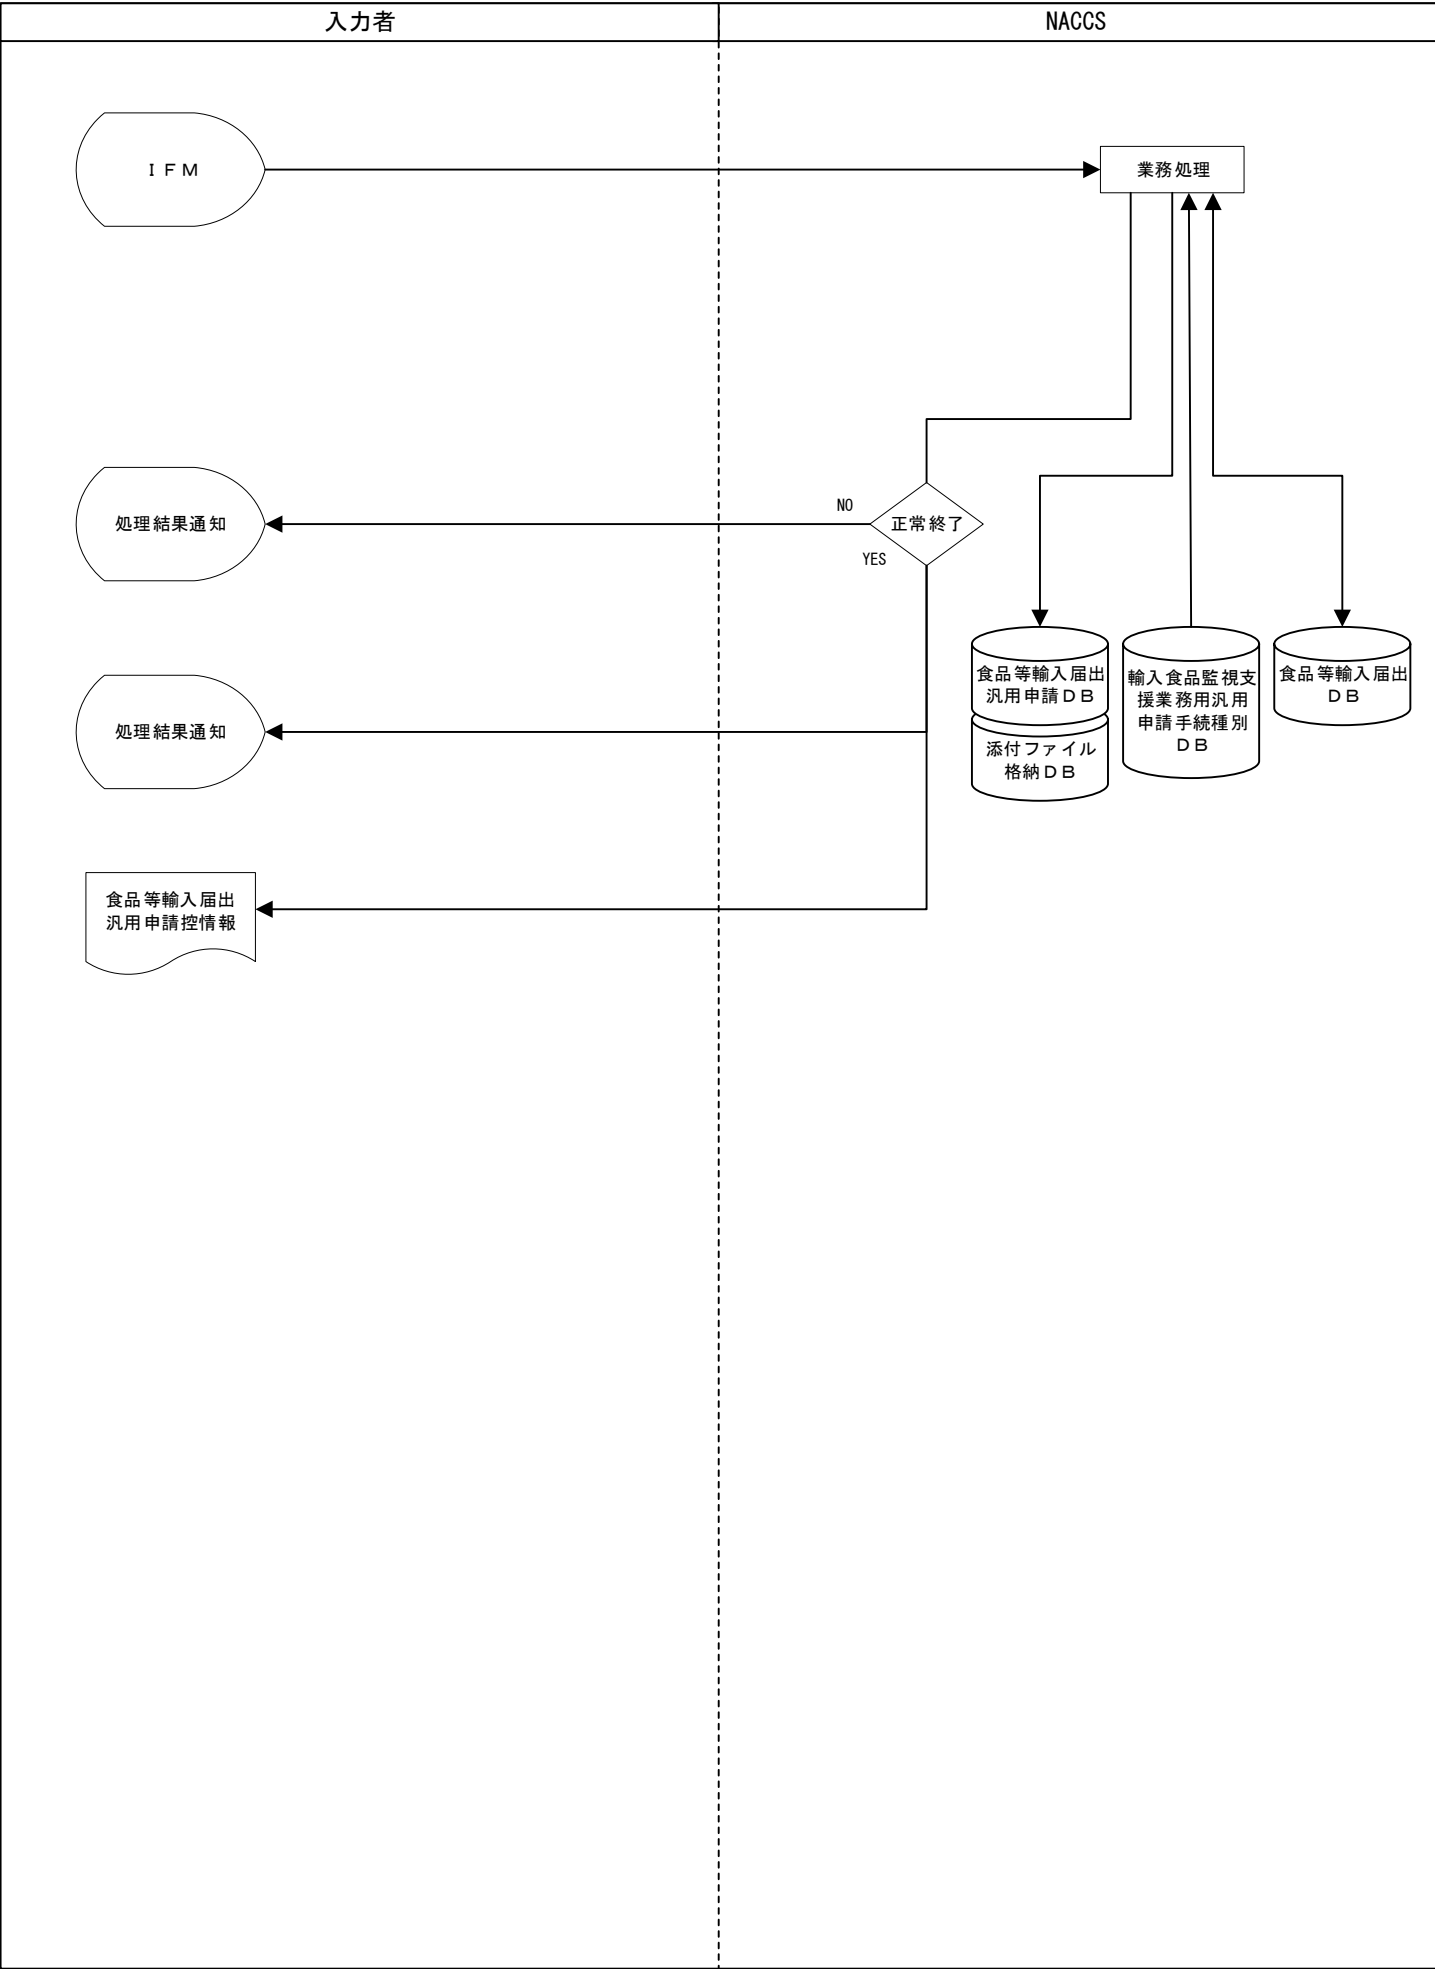 入力者
NACCS
ＩＦＭ
業務処理
処理結果通知
NO
正常終了
YES
処理結果通知
食品等輸入届出
汎用申請ＤＢ
添付ファイル
格納ＤＢ
輸入食品監視支
援業務用汎用
申請手続種別
ＤＢ
食品等輸入届出
ＤＢ
食品等輸入届出
汎用申請控情報